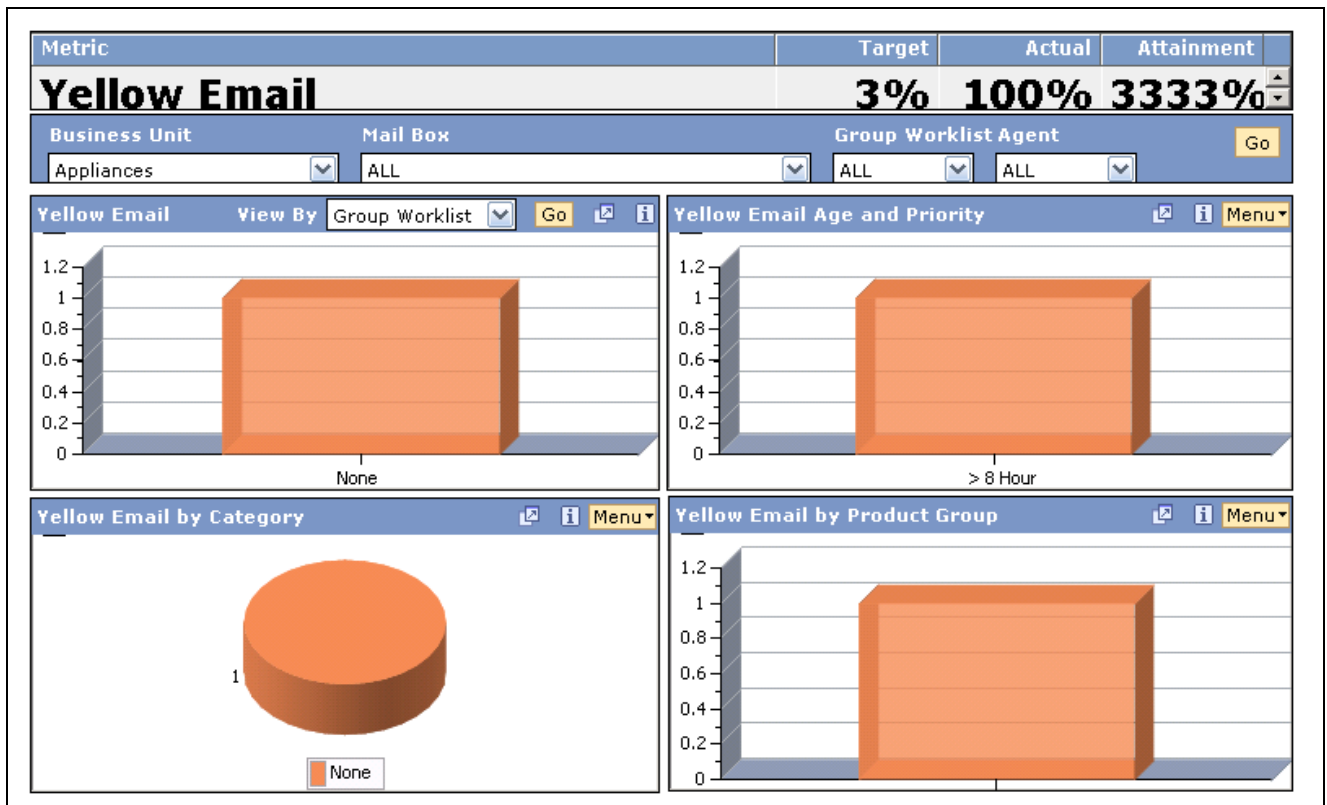 Metric Target Actual Attainment
Yellow Email 3% 100% 3333%
Business Unit Mail Box Group Worklist Agent
Go
Appliances ALL ALL ALL
Yellow Email View By Group Worklist Go i
1.2
1
0.8
0.6
0.4
0.2
0
None
Yellow Email Age and Priority i Menu
1.2
1
0.8
0.6
0.4
0.2
0
> 8 Hour
Yellow Email by Category i Menu
1
None
Yellow Email by Product Group i Menu
1.2
1
0.8
0.6
0.4
0.2
0